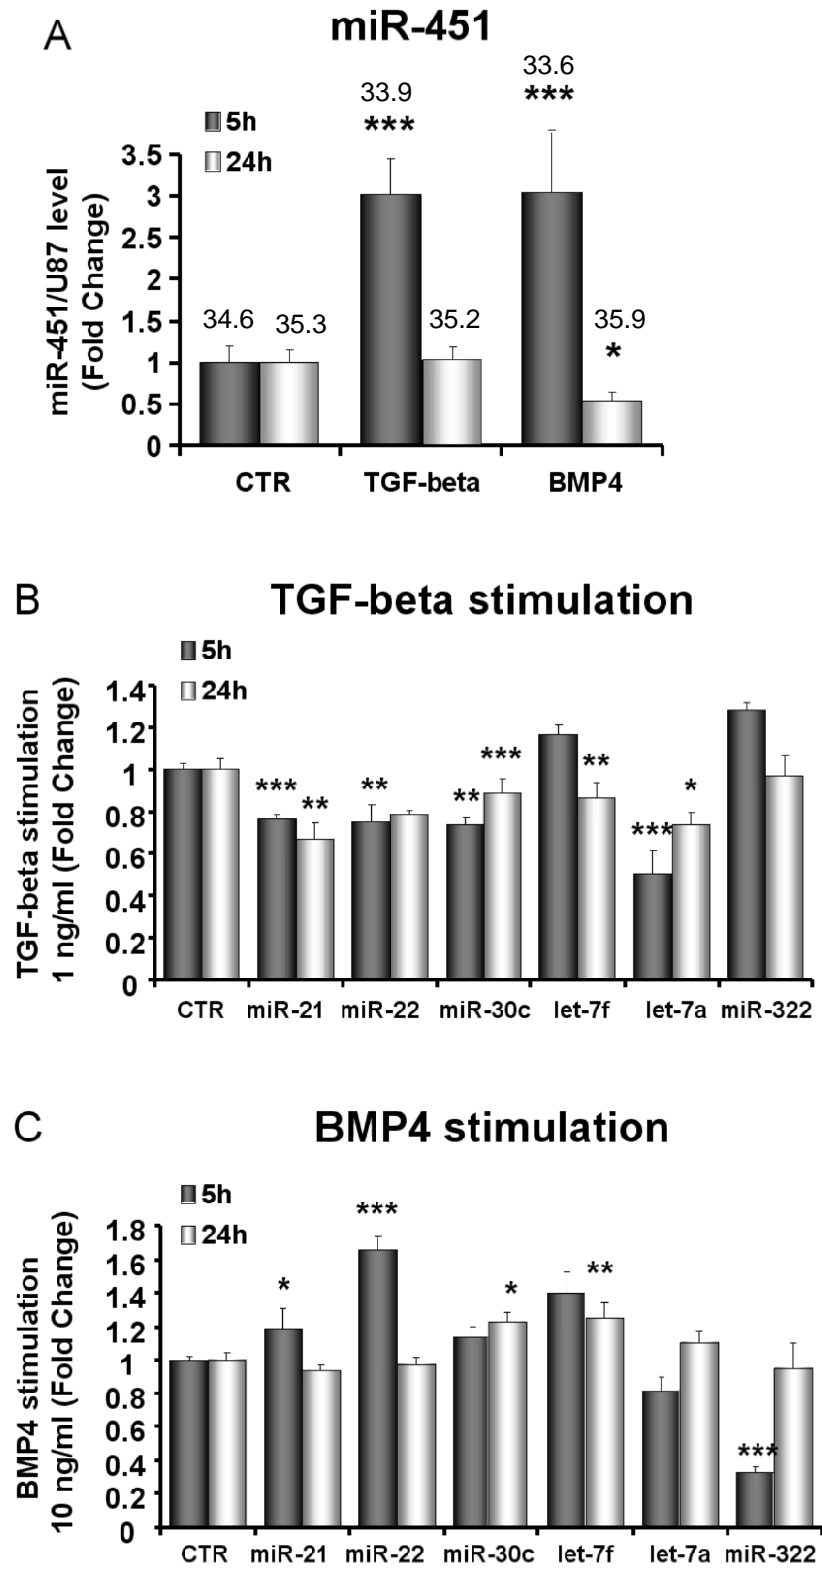 A
miR-451
33.9
***
33.6
***
5h
24h
miR-451/U87 level
(Fold Change)
3.5
3
2.5
2
1.5
1
0.5
0
34.6
35.3
35.2
35.9
*
CTR
TGF-beta
BMP4
B
TGF-beta stimulation
5h
24h
TGF-beta stimulation
1 ng/ml (Fold Change)
1.4
1.2
1
0.8
0.6
0.4
0.2
0
***
**
**
**
***
**
***
*
CTR
miR-21
miR-22
miR-30c
let-7f
let-7a
miR-322
C
BMP4 stimulation
5h
24h
BMP4 stimulation
10 ng/ml (Fold Change)
1.8
1.6
1.4
1.2
1
0.8
0.6
0.4
0.2
0
*
***
*
**
***
CTR
miR-21
miR-22
miR-30c
let-7f
let-7a
miR-322